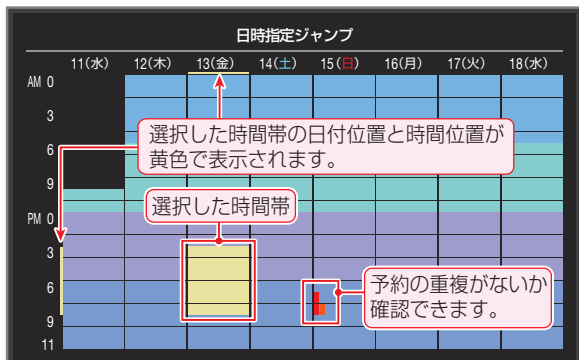 日時指定ジャンプ
11(水) 12(木) 13(金) 14(土) 15(日) 16(月) 17(火) 18(水)
AM 0
3
選択した時間帯の日付位置と時間位置が
黄色で表示されます。
6
9
選択した時間帯
PM 0
3
予約の重複がないか
確認できます。
6
9
11